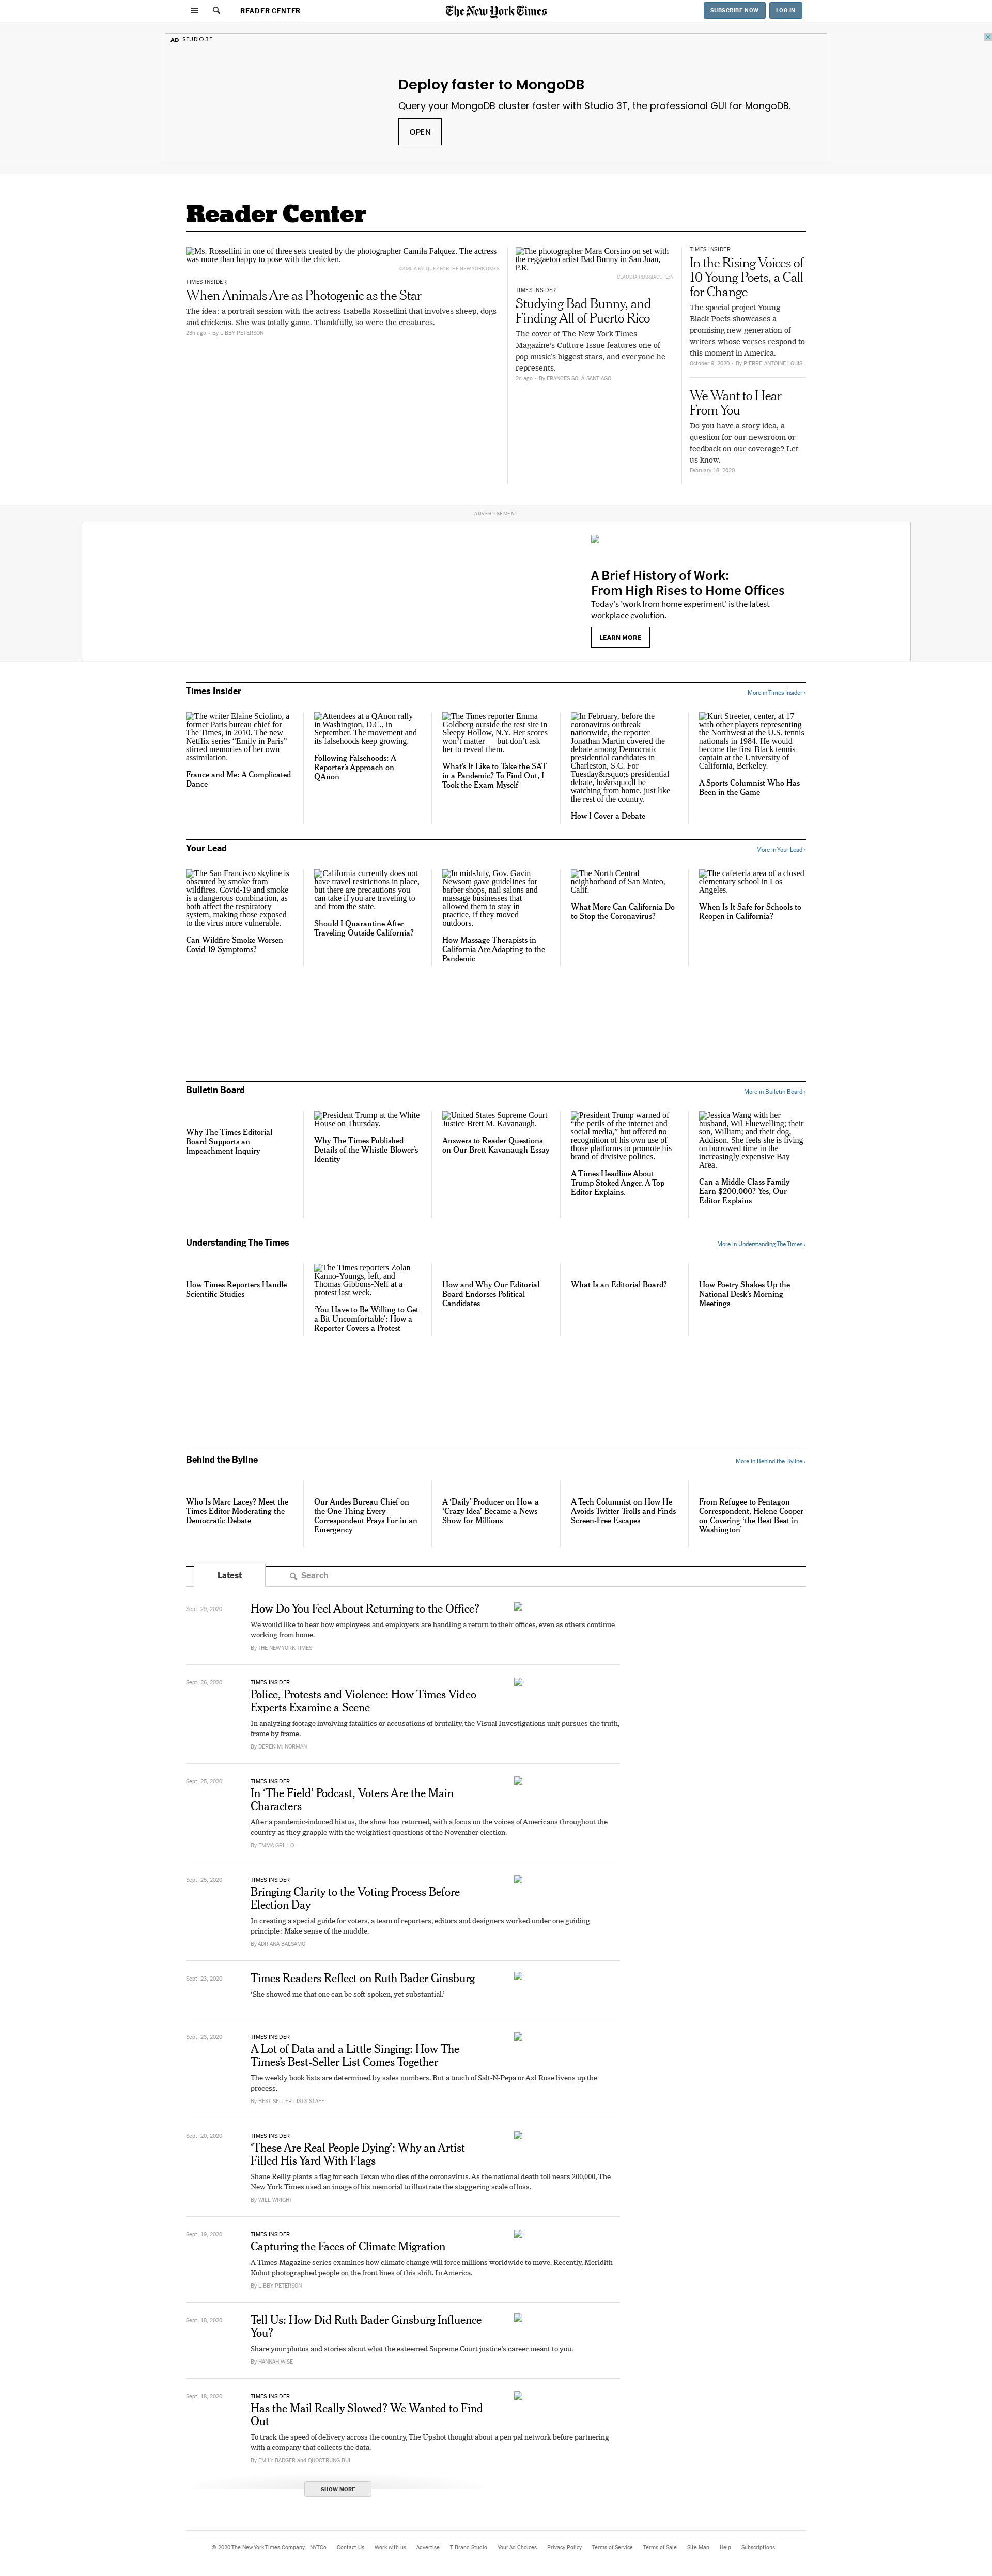 READER CENTER
The New York Times
SUBSCRIBE NOW
LOG IN
AD STUDIO 3T
Deploy faster to MongoDB
Query your MongoDB cluster faster with Studio 3T, the professional GUI for MongoDB.
OPEN
Reader Center
Ms. Rossellini in one of three sets created by the photographer Camila Falquez. The actress
was more than happy to pose with the chicken.
CAMILA FALQUEZ FOR THE NEW YORK TIMES
TIMES INSIDER
When Animals Are as Photogenic as the Star
The idea: a portrait session with the actress Isabella Rossellini that involves sheep, dogs
and chickens. She was totally game. Thankfully, so were the creatures.
23h ago - By LIBBY PETERSON
The photographer Mara Corsino on set with
the reggaeton artist Bad Bunny in San Juan,
P.R.
TIMES INSIDER
Studying Bad Bunny, and
Finding All of Puerto Rico
The cover of The New York Times
Magazine's Culture Issue features one of
pop music's biggest stars, and everyone he
represents.
2d ago - By FRANCES SOLÁ-SANTIAGO
TIMES INSIDER
In the Rising Voices of
10 Young Poets, a Call
for Change
The special project Young
Black Poets showcases a
promising new generation of
writers whose verses respond to
this moment in America.
October 9, 2020 - By PIERRE-ANTOINE LOUIS
We Want to Hear
From You
Do you have a story idea, a
question for our newsroom or
feedback on our coverage? Let
us know.
February 18, 2020
ADVERTISEMENT
A Brief History of Work:
From High Rises to Home Offices
Today's 'work from home experiment' is the latest
workplace evolution.
LEARN MORE
Times Insider
More in Times Insider ›
The writer Elaine Sciolino, a
former Paris bureau chief for
The Times, in 2010. The new
Netflix series “Emily in Paris”
stirred memories of her own
assimilation.
France and Me: A Complicated
Dance
Attendees at a QAnon rally
in Washington, D.C., in
September. The movement and
its falsehoods keep growing.
Following Falsehoods: A
Reporter's Approach on
QAnon
The Times reporter Emma
Goldberg outside the test site in
Sleepy Hollow, N.Y. Her scores
won't matter — but don't ask
her to reveal them.
What's It Like to Take the SAT
in a Pandemic? To Find Out, I
Took the Exam Myself
In February, before the
coronavirus outbreak
nationwide, the reporter
Jonathan Martin covered the
debate among Democratic
presidential candidates in
Charleston, S.C. For
Tuesday&rsquo;s presidential
debate, he&rsquo;ll be
watching from home, just like
the rest of the country.
How I Cover a Debate
Kurt Streeter, center, at 17
with other players representing
the Northwest at the U.S. tennis
nationals in 1984. He would
become the first Black tennis
captain at the University of
California, Berkeley.
A Sports Columnist Who Has
Been in the Game
Your Lead
More in Your Lead ›
The San Francisco skyline is
obscured by smoke from
wildfires. Covid-19 and smoke
is a dangerous combination, as
both affect the respiratory
system, making those exposed
to the virus more vulnerable.
Can Wildfire Smoke Worsen
Covid-19 Symptoms?
California currently does not
have travel restrictions in place,
but there are precautions you
can take if you are traveling to
and from the state.
Should I Quarantine After
Traveling Outside California?
In mid-July, Gov. Gavin
Newsom gave guidelines for
barber shops, nail salons and
massage businesses that
allowed them to stay in
practice, if they moved
outdoors.
How Massage Therapists in
California Are Adapting to the
Pandemic
The North Central
neighborhood of San Mateo,
Calif.
What More Can California Do
to Stop the Coronavirus?
The cafeteria area of a closed
elementary school in Los
Angeles.
When Is It Safe for Schools to
Reopen in California?
Bulletin Board
More in Bulletin Board ›
Why The Times Editorial
Board Supports an
Impeachment Inquiry
President Trump at the White
House on Thursday.
Why The Times Published
Details of the Whistle-Blower's
Identity
United States Supreme Court
Justice Brett M. Kavanaugh.
Answers to Reader Questions
on Our Brett Kavanaugh Essay
President Trump warned of
“the perils of the internet and
social media,” but offered no
recognition of his own use of
those platforms to promote his
brand of divisive politics.
A Times Headline About
Trump Stoked Anger. A Top
Editor Explains.
Jessica Wang with her
husband, Wil Fluewelling; their
son, William; and their dog,
Addison. She feels she is living
on borrowed time in the
increasingly expensive Bay
Area.
Can a Middle-Class Family
Earn $200,000? Yes, Our
Editor Explains
Understanding The Times
More in Understanding The Times ›
How Times Reporters Handle
Scientific Studies
The Times reporters Zolan
Kanno-Youngs, left, and
Thomas Gibbons-Neff at a
protest last week.
‘You Have to Be Willing to Get
a Bit Uncomfortable’: How a
Reporter Covers a Protest
How and Why Our Editorial
Board Endorses Political
Candidates
What Is an Editorial Board?
How Poetry Shakes Up the
National Desk's Morning
Meetings
Behind the Byline
More in Behind the Byline ›
Who Is Marc Lacey? Meet the
Times Editor Moderating the
Democratic Debate
Our Andes Bureau Chief on
the One Thing Every
Correspondent Prays For in an
Emergency
A ‘Daily’ Producer on How a
‘Crazy Idea’ Became a News
Show for Millions
A Tech Columnist on How He
Avoids Twitter Trolls and Finds
Screen-Free Escapes
From Refugee to Pentagon
Correspondent, Helene Cooper
on Covering ‘the Best Beat in
Washington’
Latest
Search
Sept. 29, 2020
How Do You Feel About Returning to the Office?
We would like to hear how employees and employers are handling a return to their offices, even as others continue
working from home.
By THE NEW YORK TIMES
Sept. 26, 2020
TIMES INSIDER
Police, Protests and Violence: How Times Video
Experts Examine a Scene
In analyzing footage involving fatalities or accusations of brutality, the Visual Investigations unit pursues the truth,
frame by frame.
By DEREK M. NORMAN
Sept. 25, 2020
TIMES INSIDER
In ‘The Field’ Podcast, Voters Are the Main
Characters
After a pandemic-induced hiatus, the show has returned, with a focus on the voices of Americans throughout the
country as they grapple with the weightiest questions of the November election.
By EMMA GRILLO
Sept. 25, 2020
TIMES INSIDER
Bringing Clarity to the Voting Process Before
Election Day
In creating a special guide for voters, a team of reporters, editors and designers worked under one guiding
principle: Make sense of the muddle.
By ADRIANA BALSAMO
Sept. 23, 2020
Times Readers Reflect on Ruth Bader Ginsburg
‘She showed me that one can be soft-spoken, yet substantial.’
Sept. 23, 2020
TIMES INSIDER
A Lot of Data and a Little Singing: How The
Times's Best-Seller List Comes Together
The weekly book lists are determined by sales numbers. But a touch of Salt-N-Pepa or Axl Rose livens up the
process.
By BEST-SELLER LISTS STAFF
Sept. 20, 2020
TIMES INSIDER
‘These Are Real People Dying’: Why an Artist
Filled His Yard With Flags
Shane Reilly plants a flag for each Texan who dies of the coronavirus. As the national death toll nears 200,000, The
New York Times used an image of his memorial to illustrate the staggering scale of loss.
By WILL WRIGHT
Sept. 19, 2020
TIMES INSIDER
Capturing the Faces of Climate Migration
A Times Magazine series examines how climate change will force millions worldwide to move. Recently, Meridith
Kohut photographed people on the front lines of this shift. In America.
By LIBBY PETERSON
Sept. 18, 2020
Tell Us: How Did Ruth Bader Ginsburg Influence
You?
Share your photos and stories about what the esteemed Supreme Court justice's career meant to you.
By HANNAH WISE
Sept. 18, 2020
TIMES INSIDER
Has the Mail Really Slowed? We Wanted to Find
Out
To track the speed of delivery across the country, The Upshot thought about a pen pal network before partnering
with a company that collects the data.
By EMILY BADGER and QUOCTRUNG BUI
SHOW MORE
© 2020 The New York Times Company NYTCo Contact Us Work with us Advertise T Brand Studio Your Ad Choices Privacy Policy Terms of Service Terms of Sale Site Map Help Subscriptions